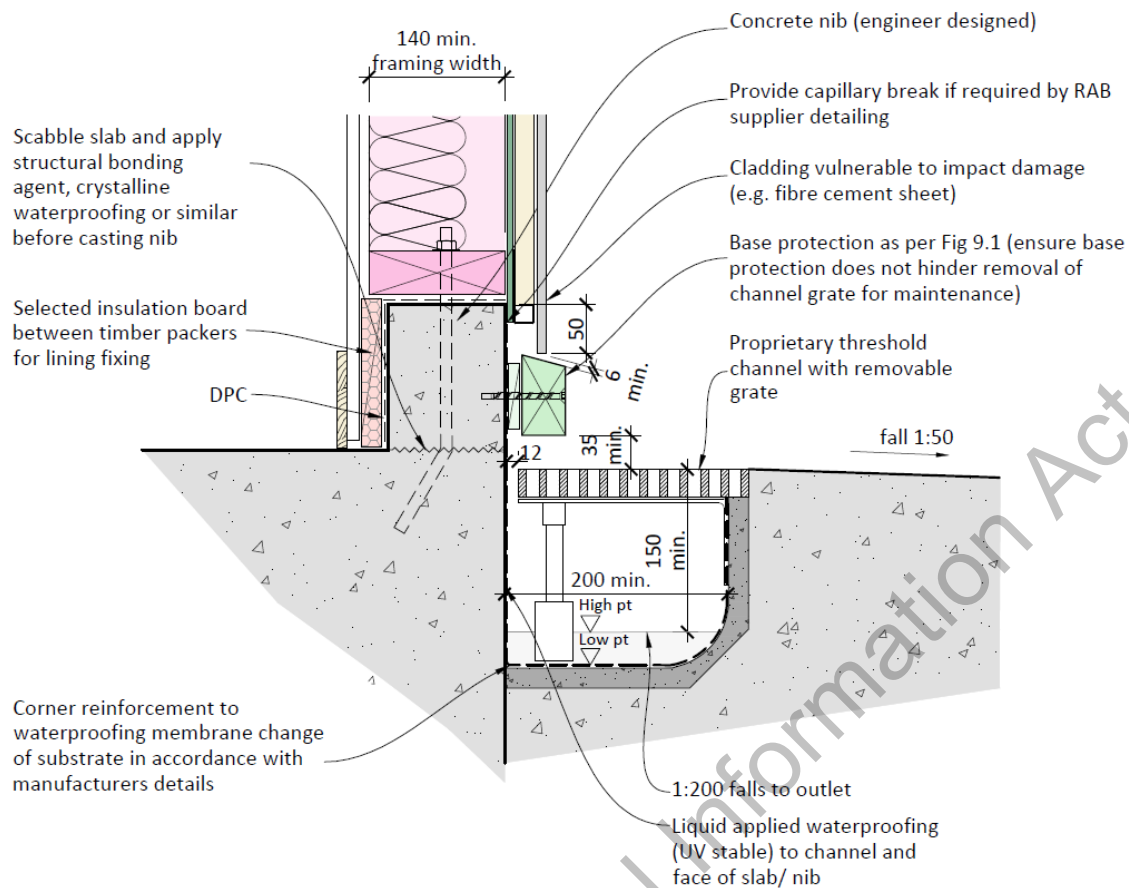 140 min.
framing width
Concrete nib (engineer designed)
Provide capillary break if required by RAB
supplier detailing
Scabble slab and apply
structural bonding
agent, crystalline
waterproofing or similar
before casting nib
Cladding vulnerable to impact damage
(e.g. fibre cement sheet)
Base protection as per Fig 9.1 (ensure base
protection does not hinder removal of
channel grate for maintenance)
Selected insulation board
between timber packers
for lining fixing
50
6
min.
Proprietary threshold
channel with removable
grate
DPC
35
min.
12
fall 1:50
150
min.
200 min.
High pt
Low pt
Corner reinforcement to
waterproofing membrane change
of substrate in accordance with
manufacturers details
1:200 falls to outlet
Liquid applied waterproofing
(UV stable) to channel and
face of slab/ nib
Information Act